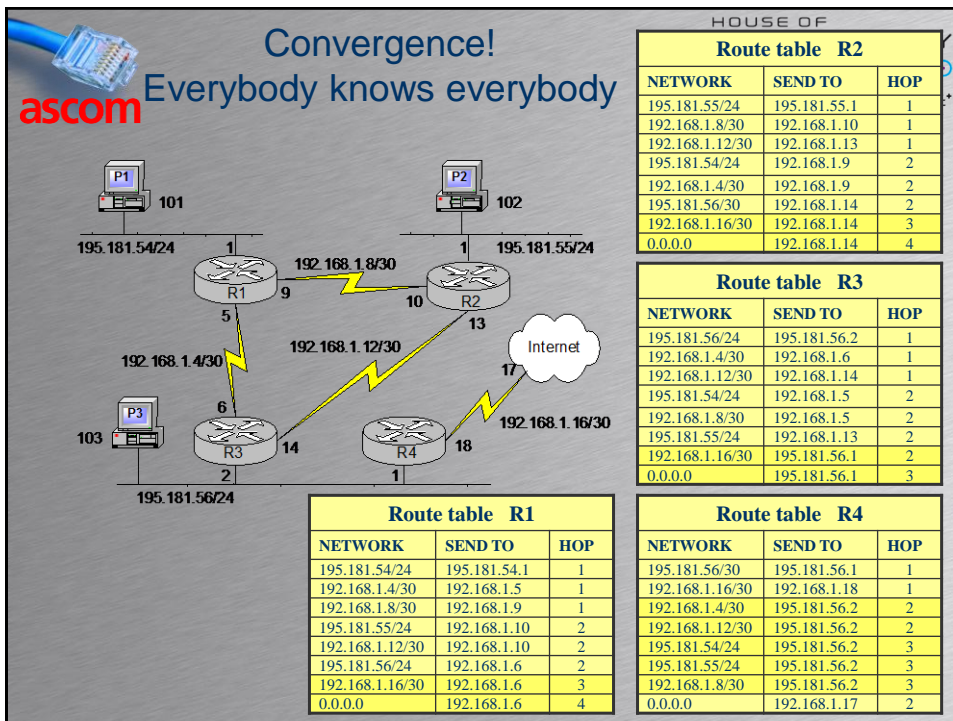 HOUSE OF
Convergence!
Everybody knows everybody
ascom
P1
101
P2
102
195.181.54/24
1
1
195.181.55/24
192.168.1.8/30
R1
9
10
R2
5
13
192.168.1.4/30
192.168.1.12/30
Internet
17
6
192.168.1.16/30
P3
103
R3
14
R4
18
2
1
195.181.56/24
Route table R2
NETWORK SEND TO HOP
195.181.55/24 195.181.55.1 1
192.168.1.8/30 192.168.1.10 1
192.168.1.12/30 192.168.1.13 1
195.181.54/24 192.168.1.9 2
192.168.1.4/30 192.168.1.9 2
195.181.56/30 192.168.1.14 2
192.168.1.16/30 192.168.1.14 3
0.0.0.0 192.168.1.14 4
Route table R3
NETWORK SEND TO HOP
195.181.56/24 195.181.56.2 1
192.168.1.4/30 192.168.1.6 1
192.168.1.12/30 192.168.1.14 1
195.181.54/24 192.168.1.5 2
192.168.1.8/30 192.168.1.5 2
195.181.55/24 192.168.1.13 2
192.168.1.16/30 195.181.56.1 2
0.0.0.0 195.181.56.1 3
Route table R1
NETWORK SEND TO HOP
195.181.54/24 195.181.54.1 1
192.168.1.4/30 192.168.1.5 1
192.168.1.8/30 192.168.1.9 1
195.181.55/24 192.168.1.10 2
192.168.1.12/30 192.168.1.10 2
195.181.56/24 192.168.1.6 2
192.168.1.16/30 192.168.1.6 3
0.0.0.0 192.168.1.6 4
Route table R4
NETWORK SEND TO HOP
195.181.56/30 195.181.56.1 1
192.168.1.16/30 192.168.1.18 1
192.168.1.4/30 195.181.56.2 2
192.168.1.12/30 195.181.56.2 2
195.181.54/24 195.181.56.2 3
195.181.55/24 195.181.56.2 3
192.168.1.8/30 195.181.56.2 3
0.0.0.0 192.168.1.17 2